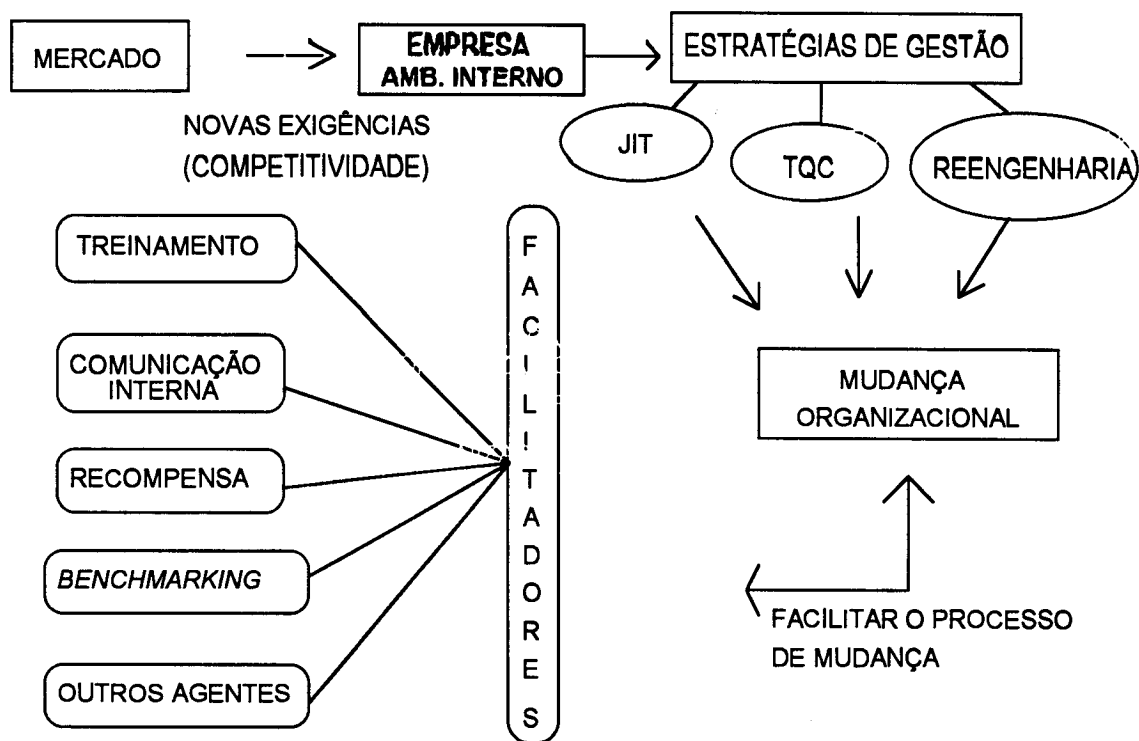 MERCADO
EMPRESA
AMB. INTERNO
ESTRATÉGIAS DE GESTÃO
NOVAS EXIGÊNCIAS
(COMPETITIVIDADE)
JIT
TQC
REENGENHARIA
TREINAMENTO
COMUNICAÇÃO
INTERNA
RECOMPENSA
BENCHMARKING
OUTROS AGENTES
FACILITADORES
MUDANÇA
ORGANIZACIONAL
FACILITAR O PROCESSO
DE MUDANÇA